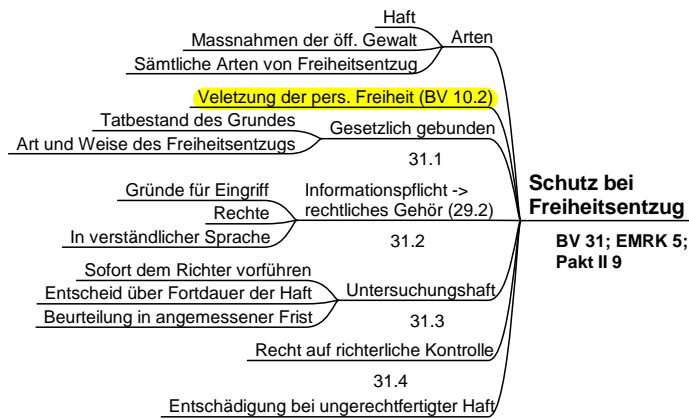 Haft
Massnahmen der öff. Gewalt
Sämtliche Arten von Freiheitsentzug
Arten
Veletzung der pers. Freiheit (BV 10.2)
Tatbestand des Grundes
Art und Weise des Freiheitsentzugs
Gesetzlich gebunden
31.1
Gründe für Eingriff
Rechte
In verständlicher Sprache
Informationspflicht ->
rechtliches Gehör (29.2)
31.2
Sofort dem Richter vorführen
Entscheid über Fortdauer der Haft
Beurteilung in angemessener Frist
Untersuchungshaft
31.3
Recht auf richterliche Kontrolle
31.4
Entschädigung bei ungerechtfertigter Haft
Schutz bei
Freiheitsentzug
BV 31; EMRK 5;
Pakt II 9